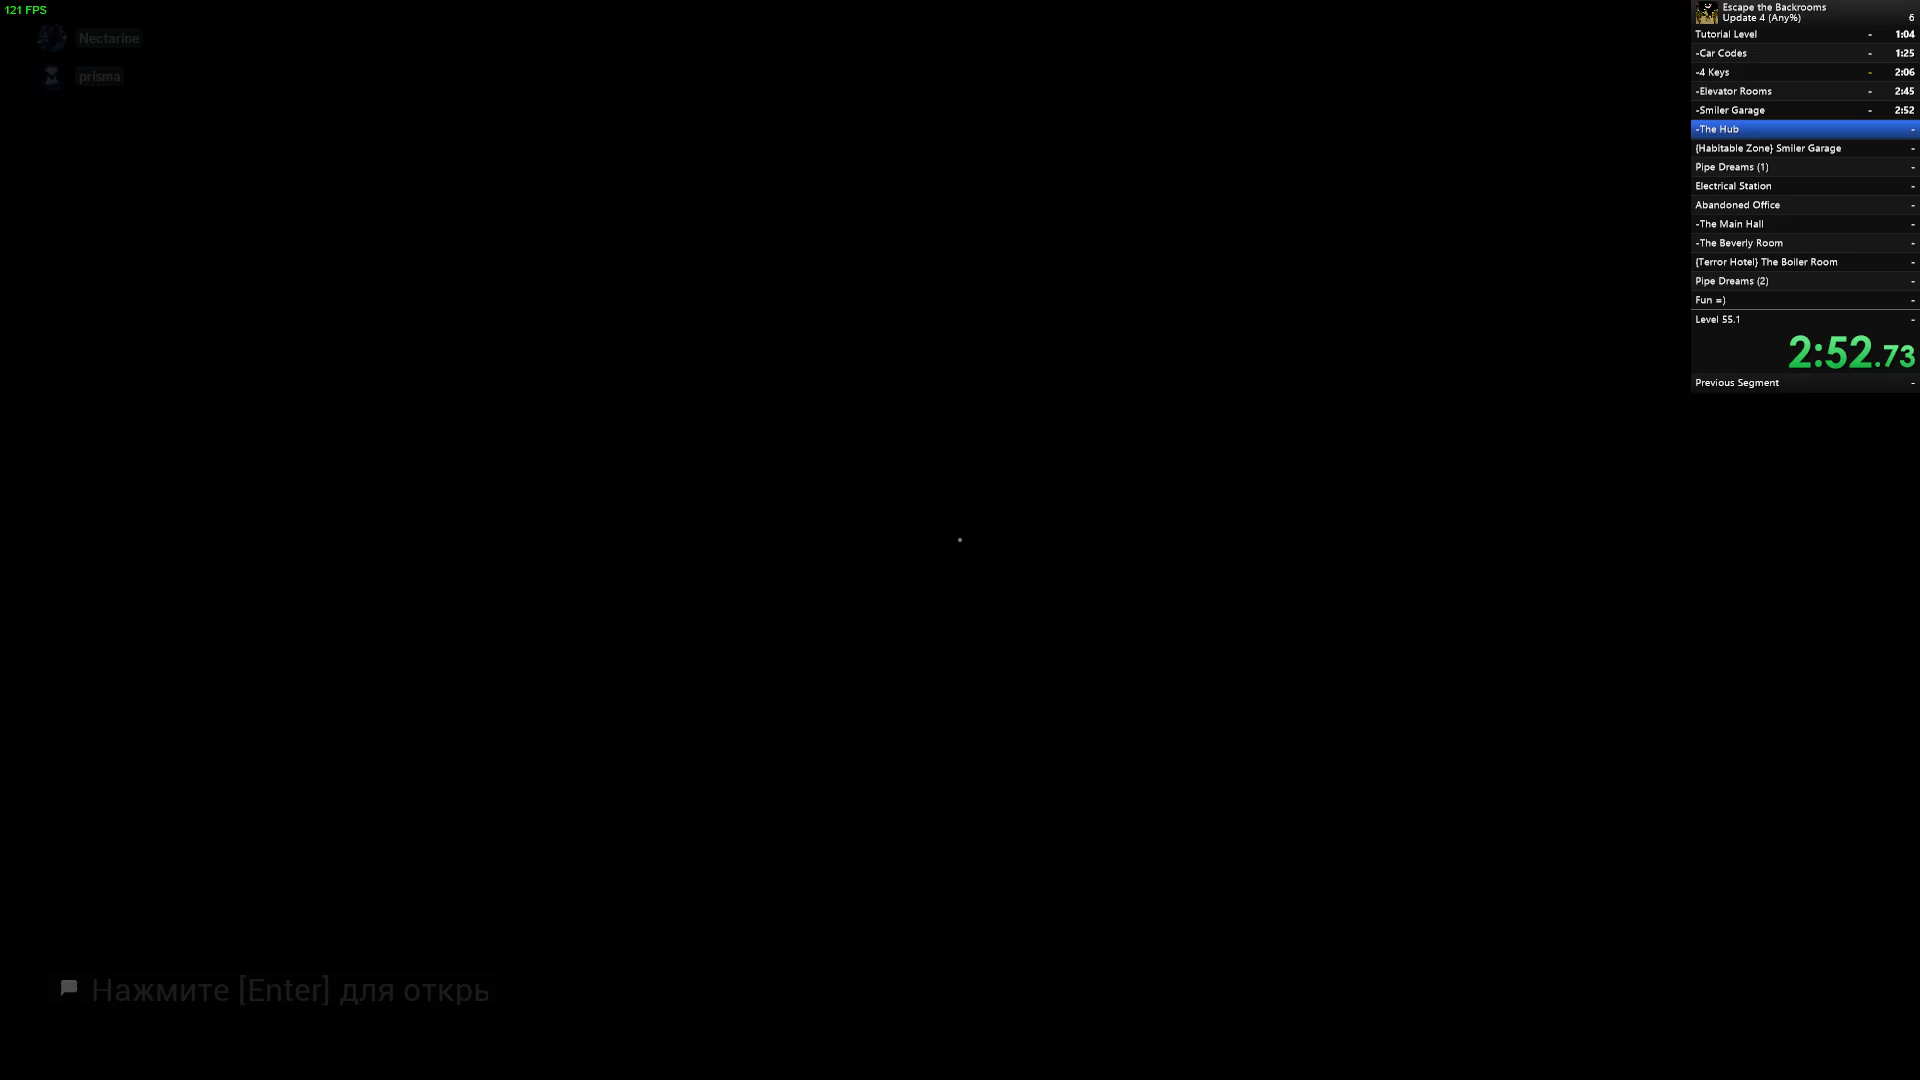 121 FPS
Nectarine
prisma
Escape the Backrooms
Update 4 (Any%) 6
Tutorial Level - 1:04
-Car Codes - 1:25
-4 Keys - 2:06
-Elevator Rooms - 2:45
-Smiler Garage - 2:52
-The Hub -
{Habitable Zone} Smiler Garage -
Pipe Dreams (1) -
Electrical Station -
Abandoned Office -
-The Main Hall -
-The Beverly Room -
{Terror Hotel} The Boiler Room -
Pipe Dreams (2) -
Fun =) -
Level 55.1 -
2:52.73
Previous Segment -
Нажмите [Enter] для откры